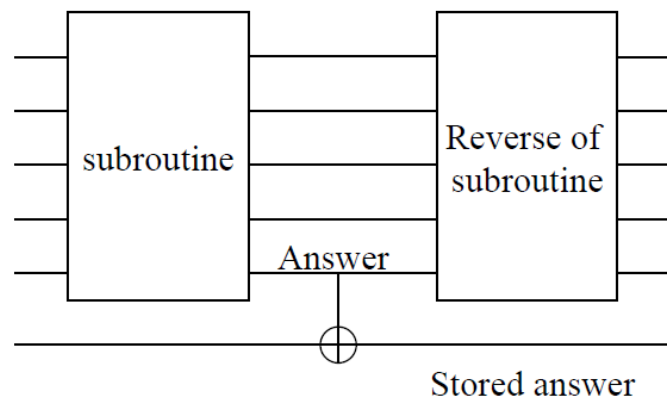 subroutine
Reverse of
subroutine
Answer
Stored answer